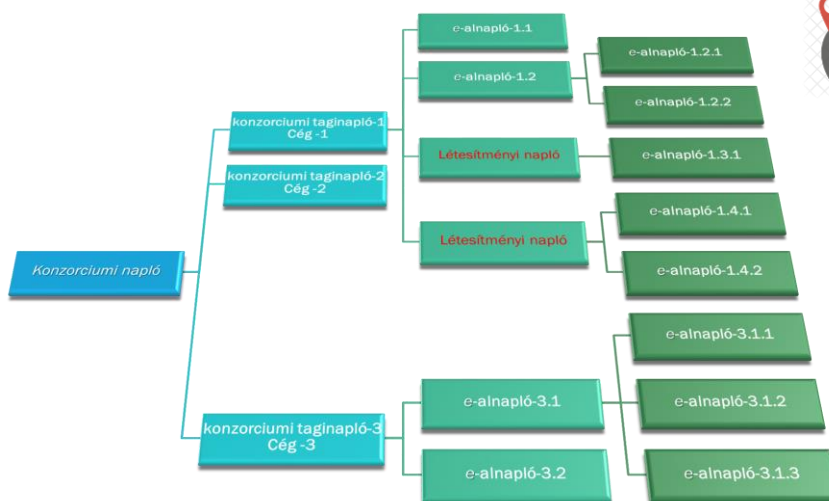 Konzorciumi napló
konzorciumi taginapló-1
Cég -1
konzorciumi taginapló-2
Cég -2
konzorciumi taginapló-3
Cég -3
e-alnapló-1.1
e-alnapló-1.2
Létesítményi napló
Létesítményi napló
e-alnapló-3.1
e-alnapló-3.2
e-alnapló-1.2.1
e-alnapló-1.2.2
e-alnapló-1.3.1
e-alnapló-1.4.1
e-alnapló-1.4.2
e-alnapló-3.1.1
e-alnapló-3.1.2
e-alnapló-3.1.3